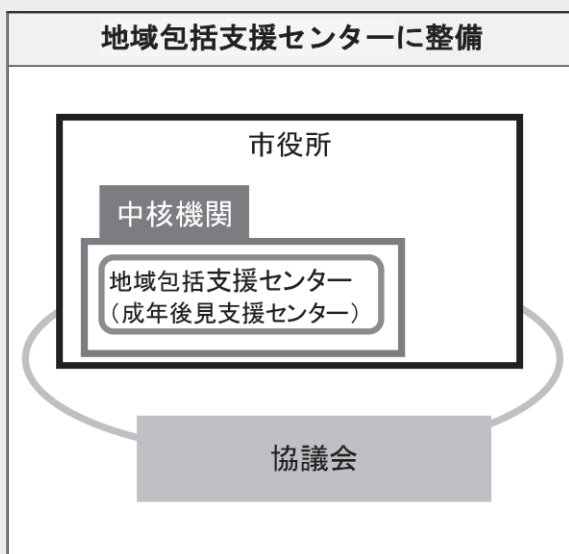 地域包括支援センターに整備
市役所
中核機関
地域包括支援センター
（成年後見支援センター）
協議会